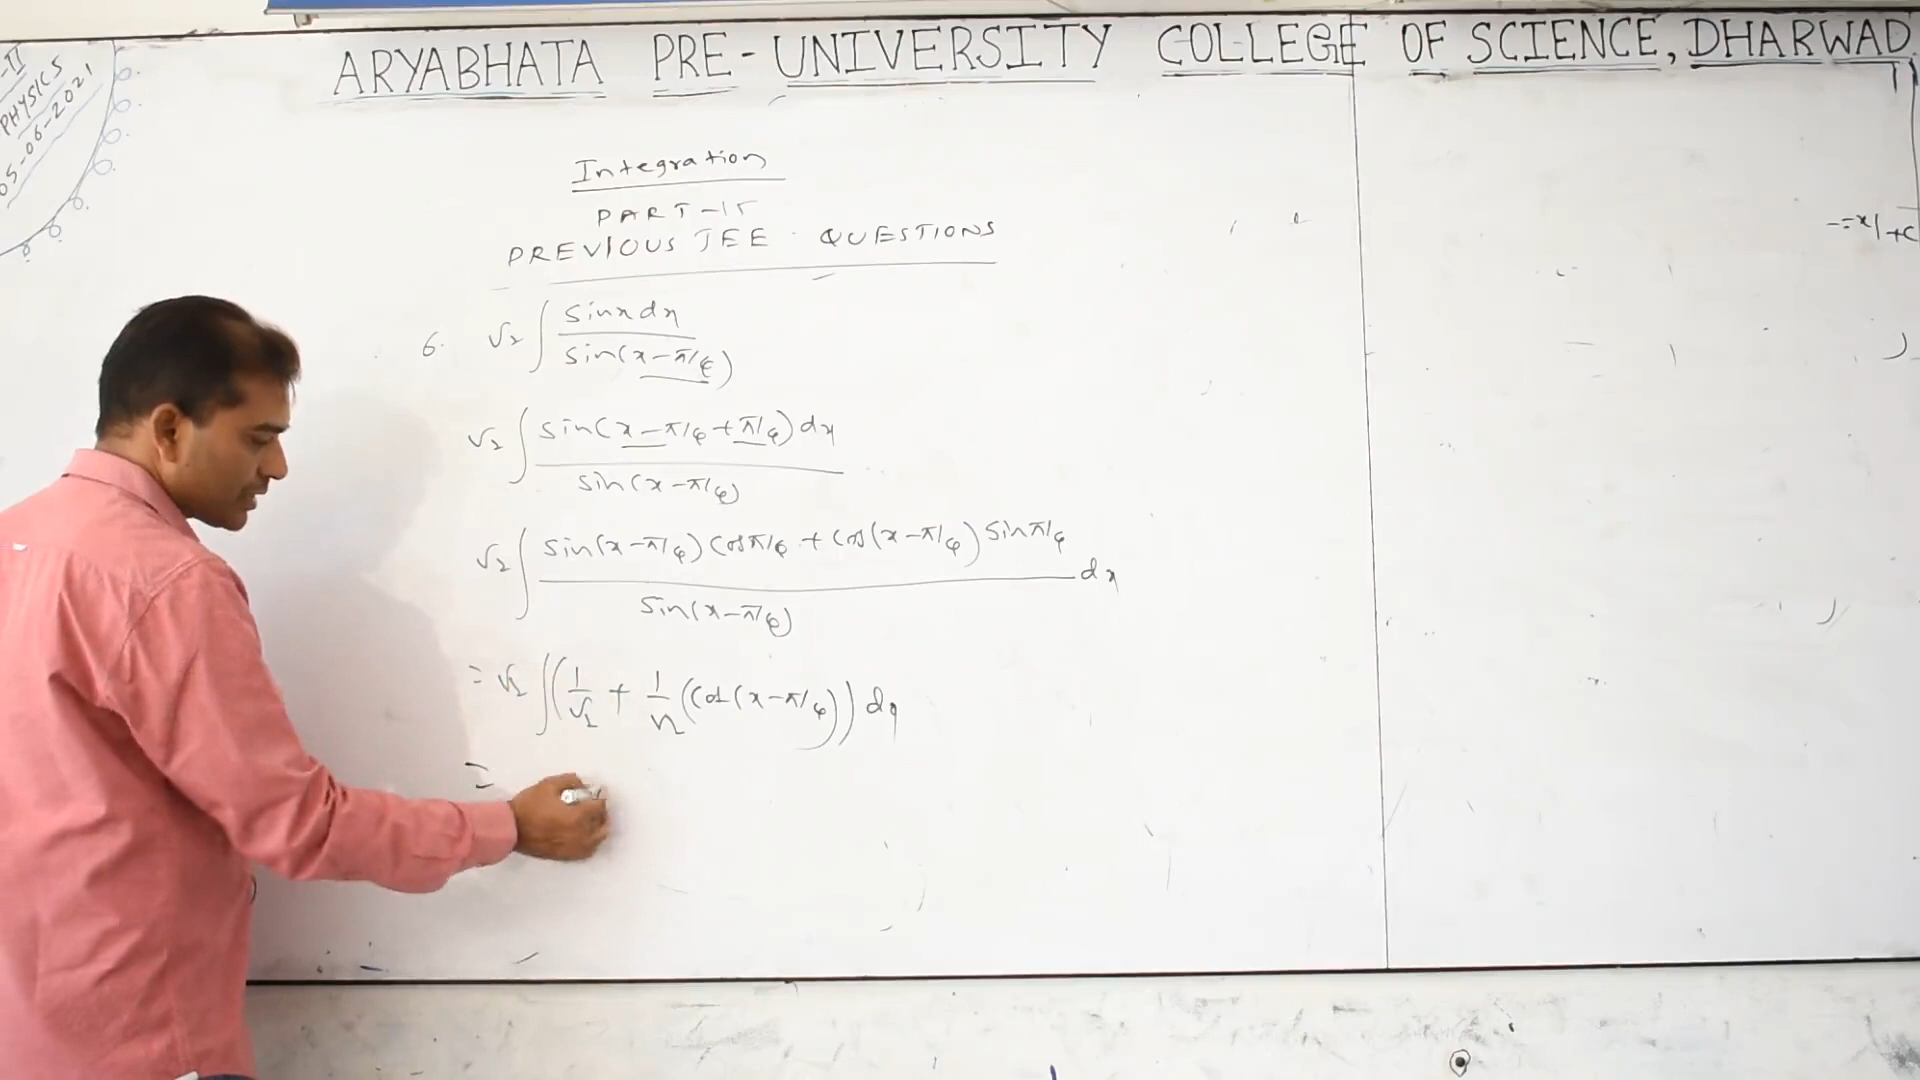 ARYABHATA PRE-UNIVERSITY COLLEGE OF SCIENCE, DHARWAD
-II
PHYSICS
05-06-2021
Integration
PART-15
PREVIOUS JEE QUESTIONS
6. √2 ∫ sinx dx / sin(x-π/4)
√2 ∫ sin(x-π/4+π/4) dx / sin(x-π/4)
√2 ∫ sin(x-π/4) cosπ/4 + cos(x-π/4) sinπ/4 / sin(x-π/4) dx
= √2 ∫ (1/√2 + 1/√2 (cot(x-π/4)) dx
=
x|+c